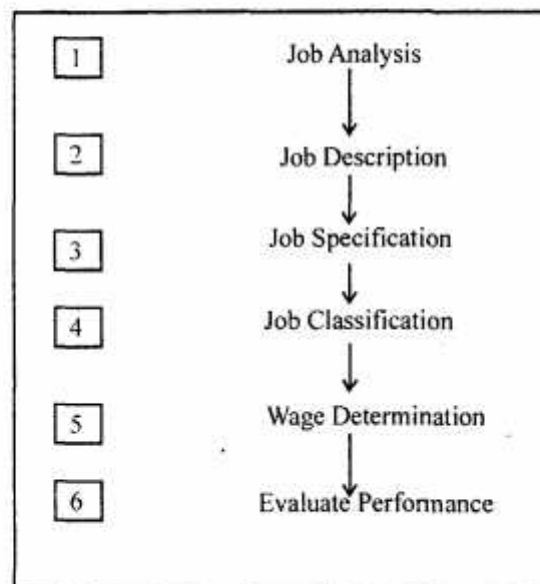 1 Job Analysis
2 Job Description
3 Job Specification
4 Job Classification
5 Wage Determination
6 Evaluate Performance